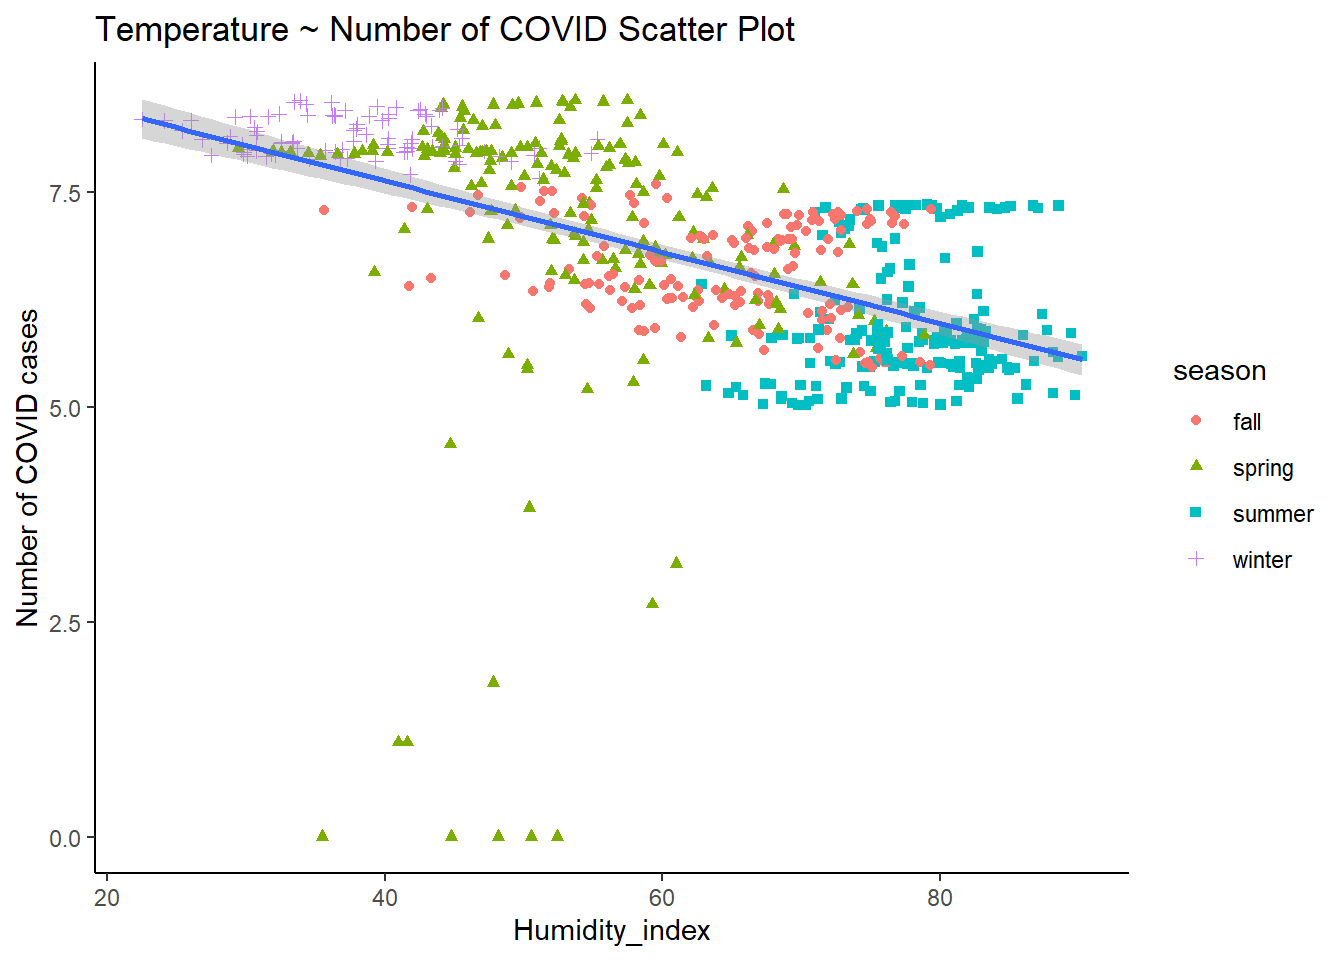 Temperature ~ Number of COVID Scatter Plot
Number of COVID cases
7.5
5.0
2.5
0.0
20
40
60
80
Humidity_index
season
fall
spring
summer
winter